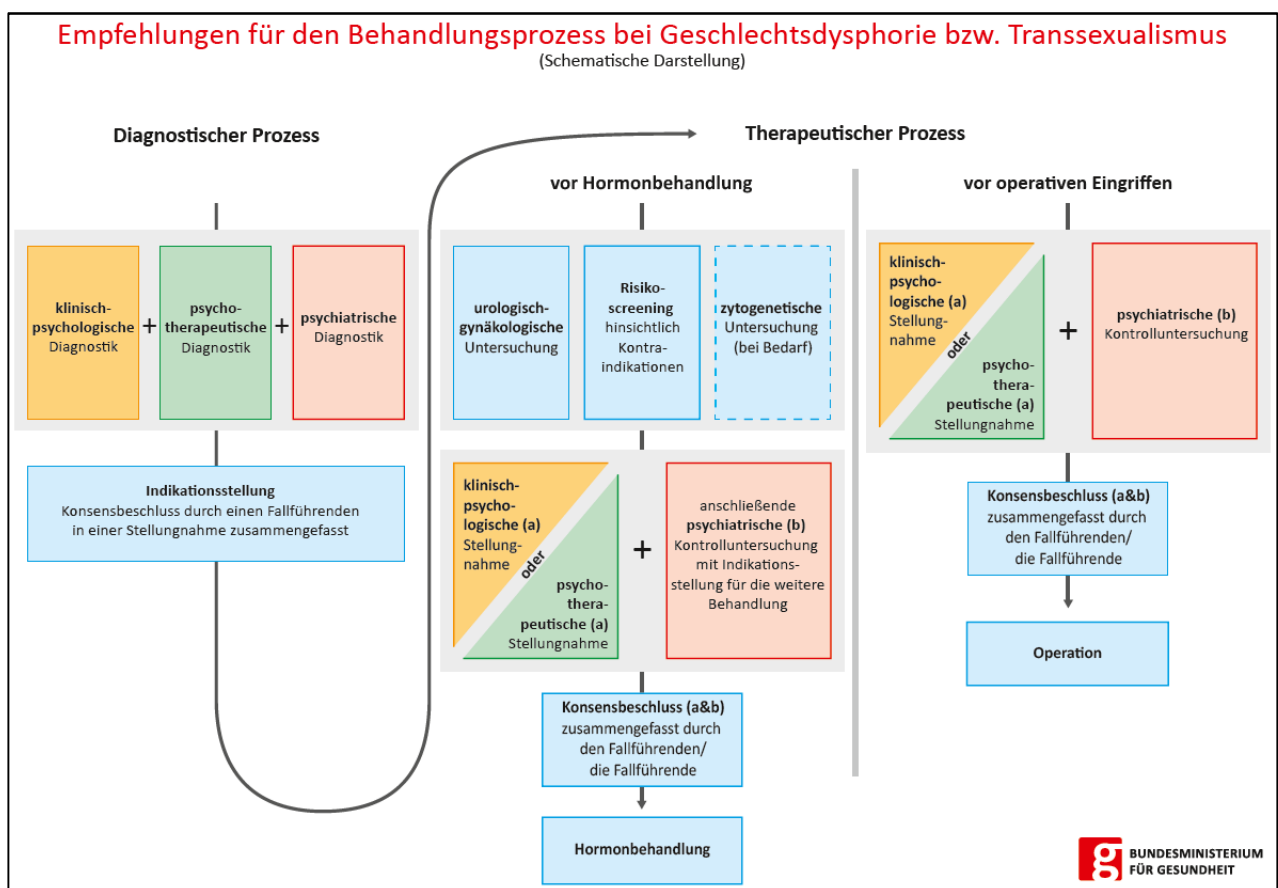 Empfehlungen für den Behandlungsprozess bei Geschlechtsdysphorie bzw. Transsexualismus
(Schematische Darstellung)
Diagnostischer Prozess
klinisch-
psychologische
Diagnostik
+
psycho-
therapeutische
Diagnostik
+
psychiatrische
Diagnostik
Indikationsstellung
Konsensbeschluss durch einen Fallführenden
in einer Stellungnahme zusammengefasst
Therapeutischer Prozess
vor Hormonbehandlung
urologisch-
gynäkologische
Untersuchung
Risiko-
screening
hinsichtlich
Kontra-
indikationen
zytogenetische
Untersuchung
(bei Bedarf)
klinisch-
psycho-
logische (a)
Stellung-
nahme
oder
psycho-
thera-
peutische (a)
Stellungnahme
+
anschließende
psychiatrische (b)
Kontrolluntersuchung
mit Indikations-
stellung für die weitere
Behandlung
Konsensbeschluss (a&b)
zusammengefasst durch
den Fallführenden/
die Fallführende
Hormonbehandlung
vor operativen Eingriffen
klinisch-
psycho-
logische (a)
Stellung-
nahme
oder
psycho-
thera-
peutische (a)
Stellungnahme
+
psychiatrische (b)
Kontrolluntersuchung
Konsensbeschluss (a&b)
zusammengefasst durch
den Fallführenden/
die Fallführende
Operation
g
BUNDESMINISTERIUM
FÜR GESUNDHEIT